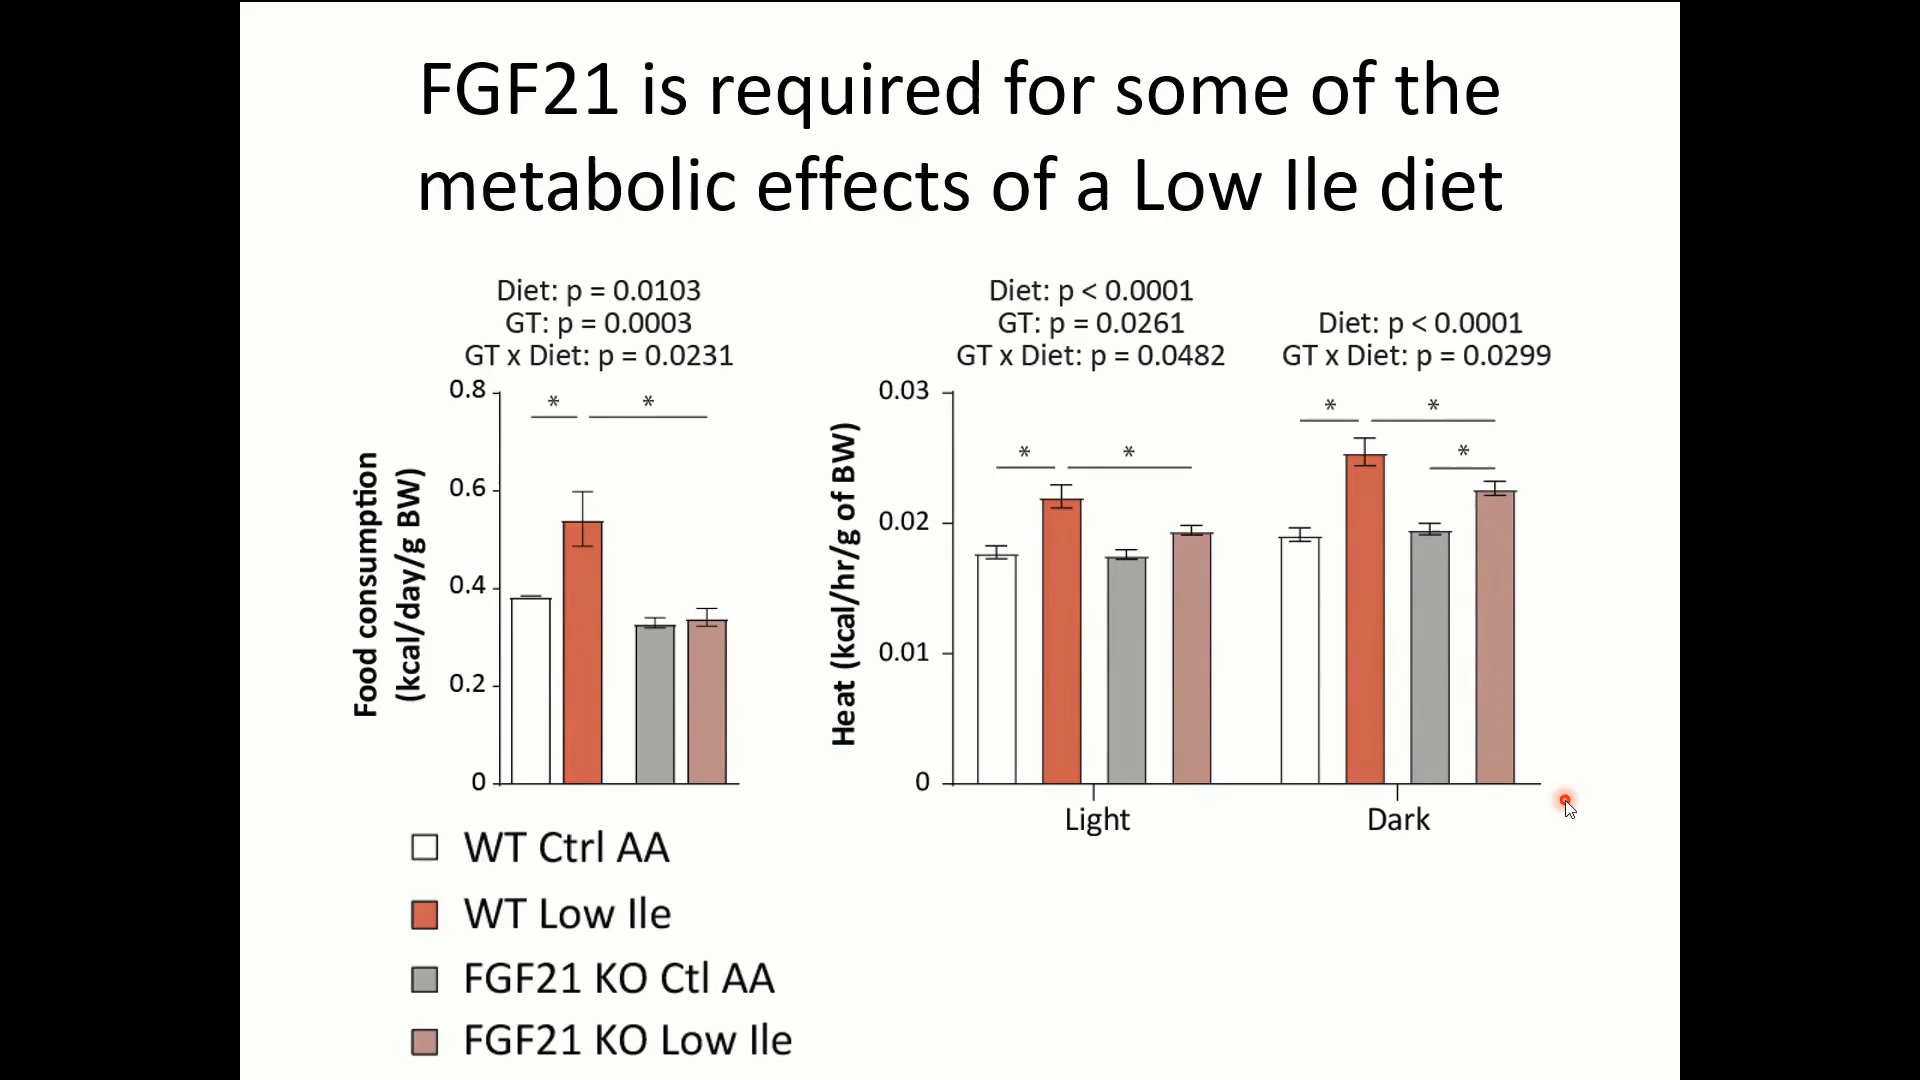 FGF21 is required for some of the
metabolic effects of a Low Ile diet
Diet: p = 0.0103
GT: p = 0.0003
GT x Diet: p = 0.0231
0.8
0.6
0.4
0.2
0
* *
Food consumption
(kcal/day/g BW)
Diet: p < 0.0001
GT: p = 0.0261
GT x Diet: p = 0.0482
Diet: p < 0.0001
GT x Diet: p = 0.0299
0.03
0.02
0.01
0
* *
* *
*
Heat (kcal/hr/g of BW)
Light
Dark
WT Ctrl AA
WT Low Ile
FGF21 KO Ctl AA
FGF21 KO Low Ile